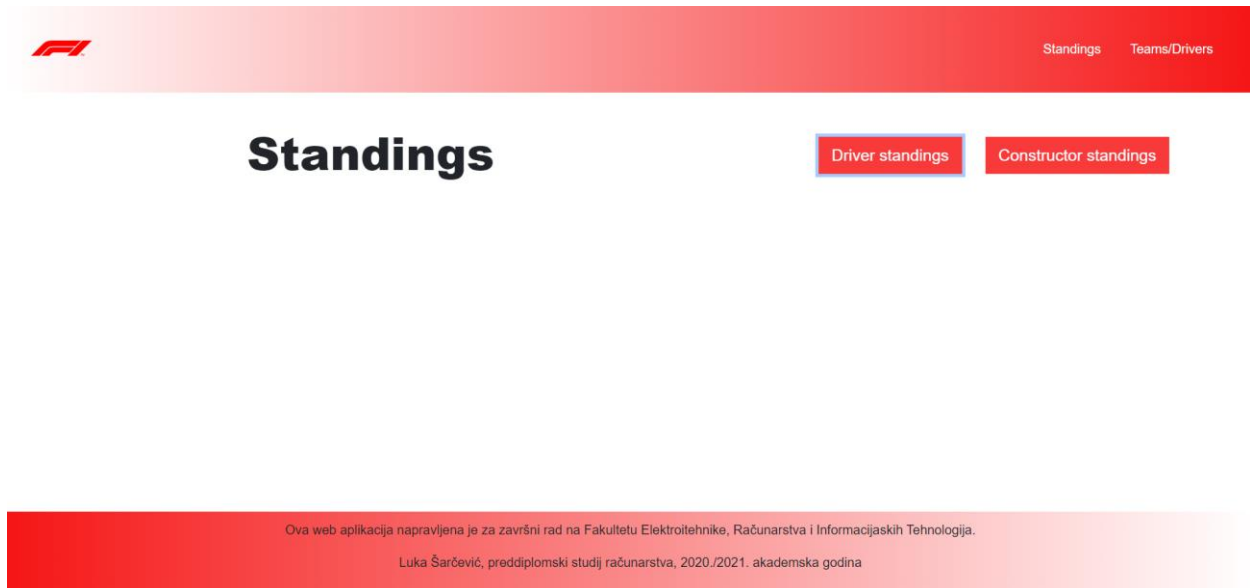 Standings Teams/Drivers
Standings
Driver standings Constructor standings
Ova web aplikacija napravljena je za završni rad na Fakultetu Elektroitehnike, Računarstva i Informacijaskih Tehnologija.
Luka Šarčević, preddiplomski studij računarstva, 2020./2021. akademska godina